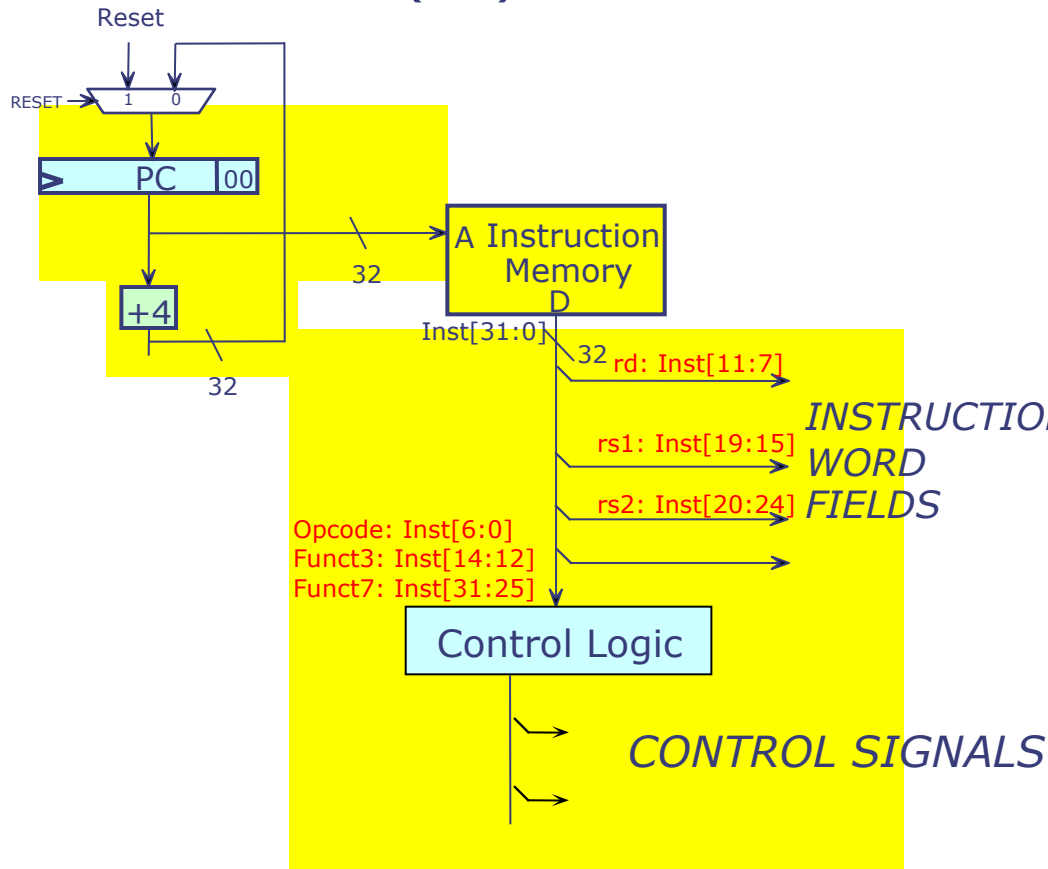 Reset
RESET
1 0
PC 00
A Instruction
Memory
D
32
+4
32
Inst[31:0]
32
rd: Inst[11:7]
INSTRUCTION
rs1: Inst[19:15]
WORD
rs2: Inst[20:24]
FIELDS
Opcode: Inst[6:0]
Funct3: Inst[14:12]
Funct7: Inst[31:25]
Control Logic
CONTROL SIGNALS